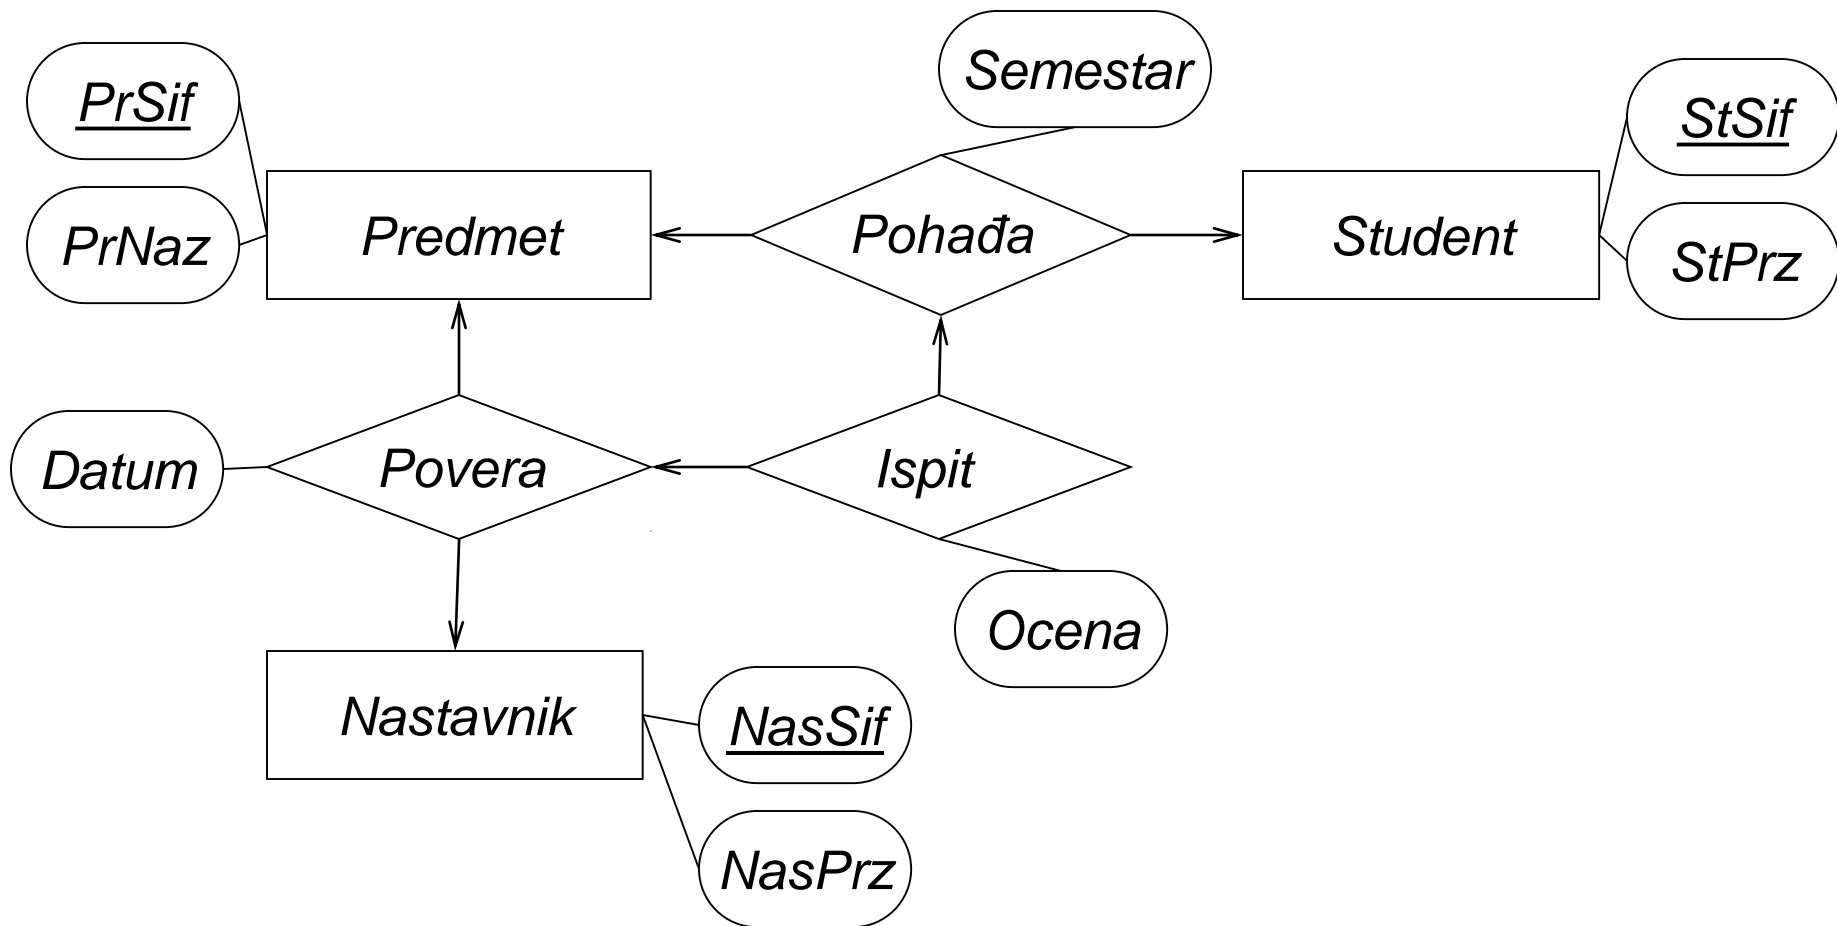 Semestar
PrSif
StSif
PrNaz
Predmet
Pohađa
Student
StPrz
Datum
Povera
Ispit
Ocena
Nastavnik
NasSif
NasPrz